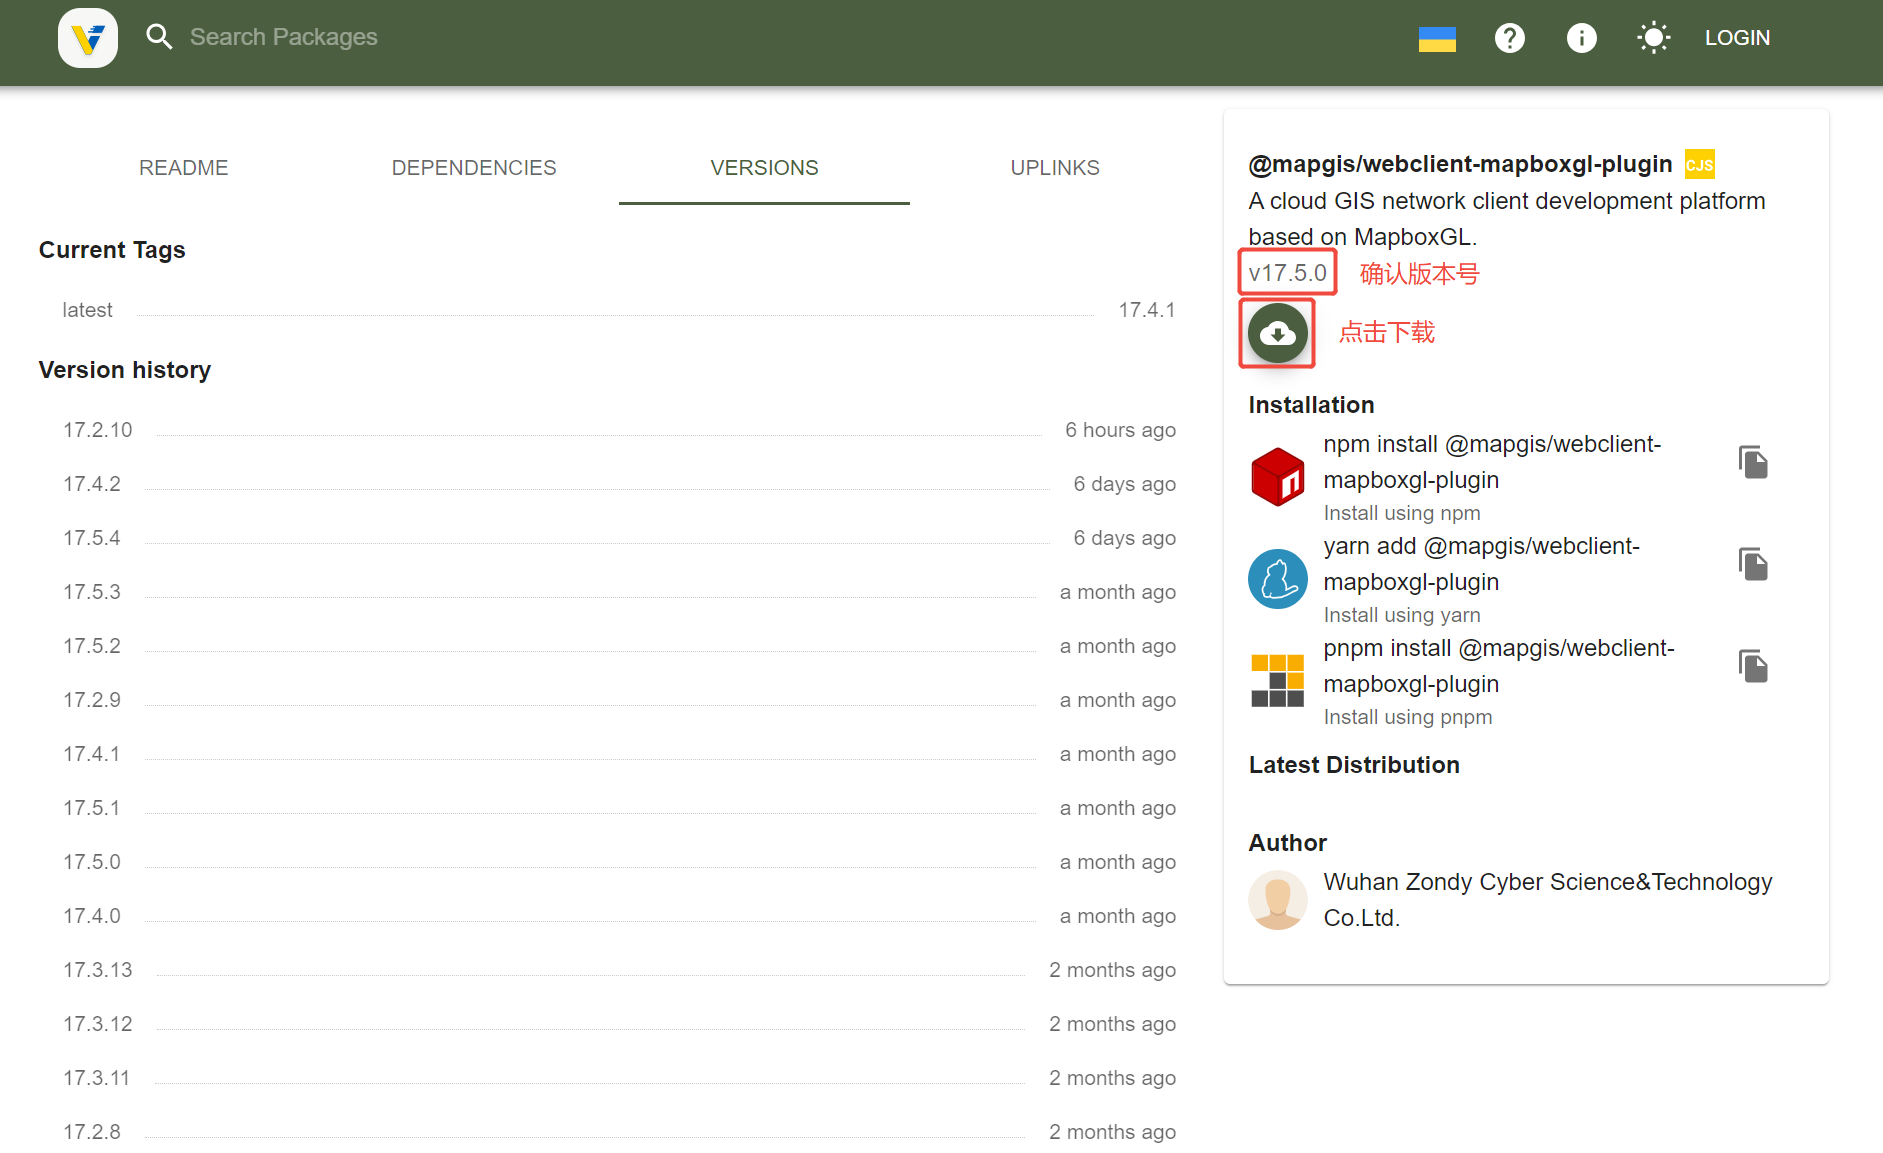 Search Packages
LOGIN
README
DEPENDENCIES
VERSIONS
UPLINKS
Current Tags
latest 17.4.1
Version history
17.2.10 6 hours ago
17.4.2 6 days ago
17.5.4 6 days ago
17.5.3 a month ago
17.5.2 a month ago
17.2.9 a month ago
17.4.1 a month ago
17.5.1 a month ago
17.5.0 a month ago
17.4.0 a month ago
17.3.13 2 months ago
17.3.12 2 months ago
17.3.11 2 months ago
17.2.8 2 months ago
@mapgis/webclient-mapboxgl-plugin CJS
A cloud GIS network client development platform
based on MapboxGL.
v17.5.0 确认版本号
点击下载
Installation
npm install @mapgis/webclient-
mapboxgl-plugin
Install using npm
yarn add @mapgis/webclient-
mapboxgl-plugin
Install using yarn
pnpm install @mapgis/webclient-
mapboxgl-plugin
Install using pnpm
Latest Distribution
Author
Wuhan Zondy Cyber Science&Technology
Co.Ltd.